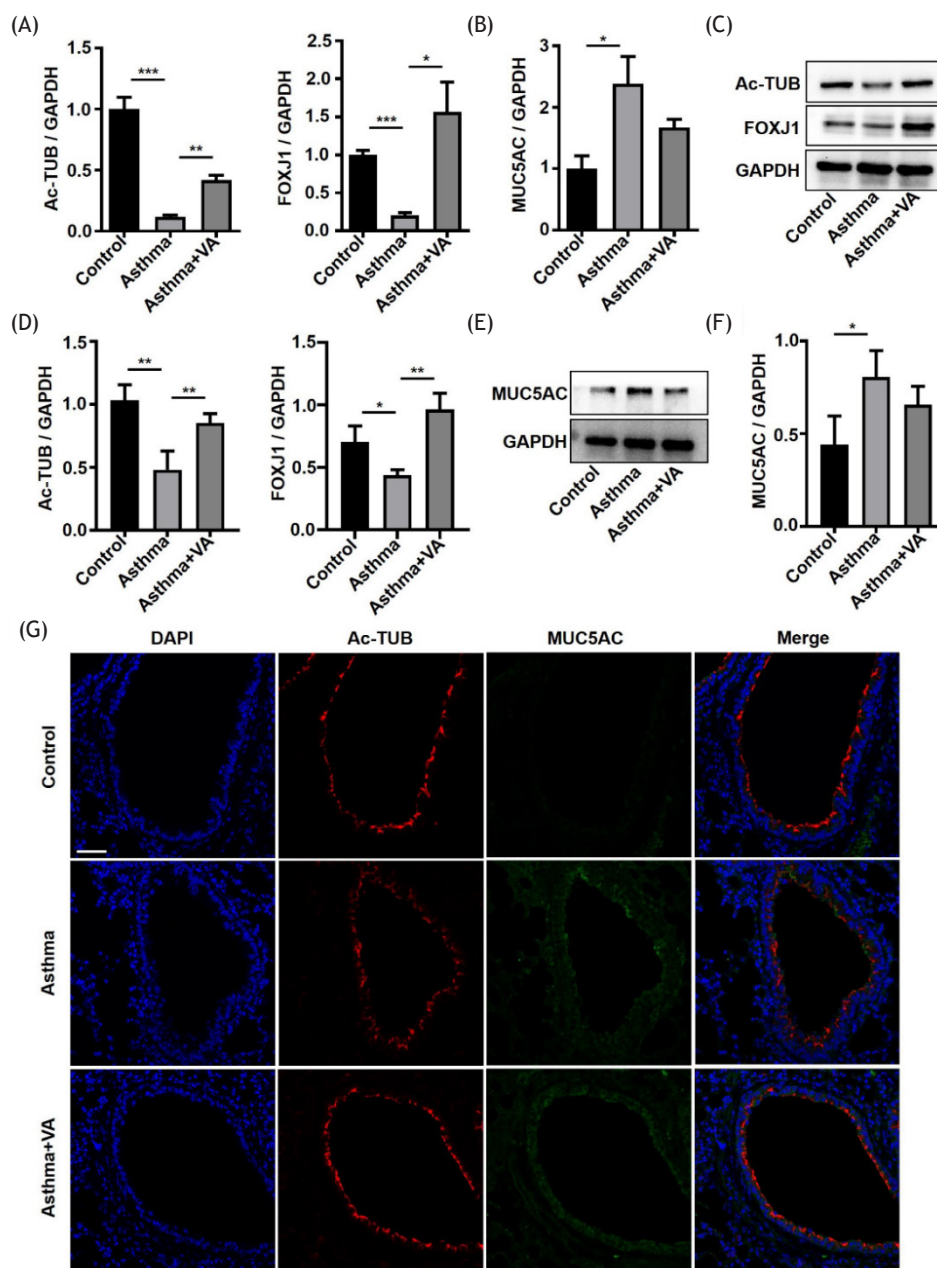 (A)
Ac-TUB / GAPDH
1.5
1.0
0.5
0.0
***
**
Control
Asthma
Asthma+VA
FOXJ1 / GAPDH
2.5
2.0
1.5
1.0
0.5
0.0
***
*
Control
Asthma
Asthma+VA
(B)
MUC5AC / GAPDH
3
2
1
0
*
Control
Asthma
Asthma+VA
(C)
Ac-TUB
FOXJ1
GAPDH
Control
Asthma
Asthma+VA
(D)
Ac-TUB / GAPDH
1.5
1.0
0.5
0.0
**
**
Control
Asthma
Asthma+VA
FOXJ1 / GAPDH
1.5
1.0
0.5
0.0
*
**
Control
Asthma
Asthma+VA
(E)
MUC5AC
GAPDH
Control
Asthma
Asthma+VA
(F)
MUC5AC / GAPDH
1.0
0.5
0.0
*
Control
Asthma
Asthma+VA
(G)
DAPI
Ac-TUB
MUC5AC
Merge
Control
Asthma
Asthma+VA